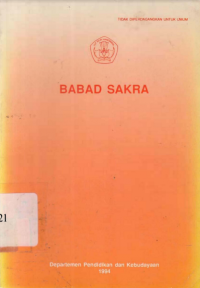 TIDAK DIPERDAGANGKAN UNTUK UMUM
BABAD SAKRA
21
Departemen Pendidikan dan Kebudayaan
1994